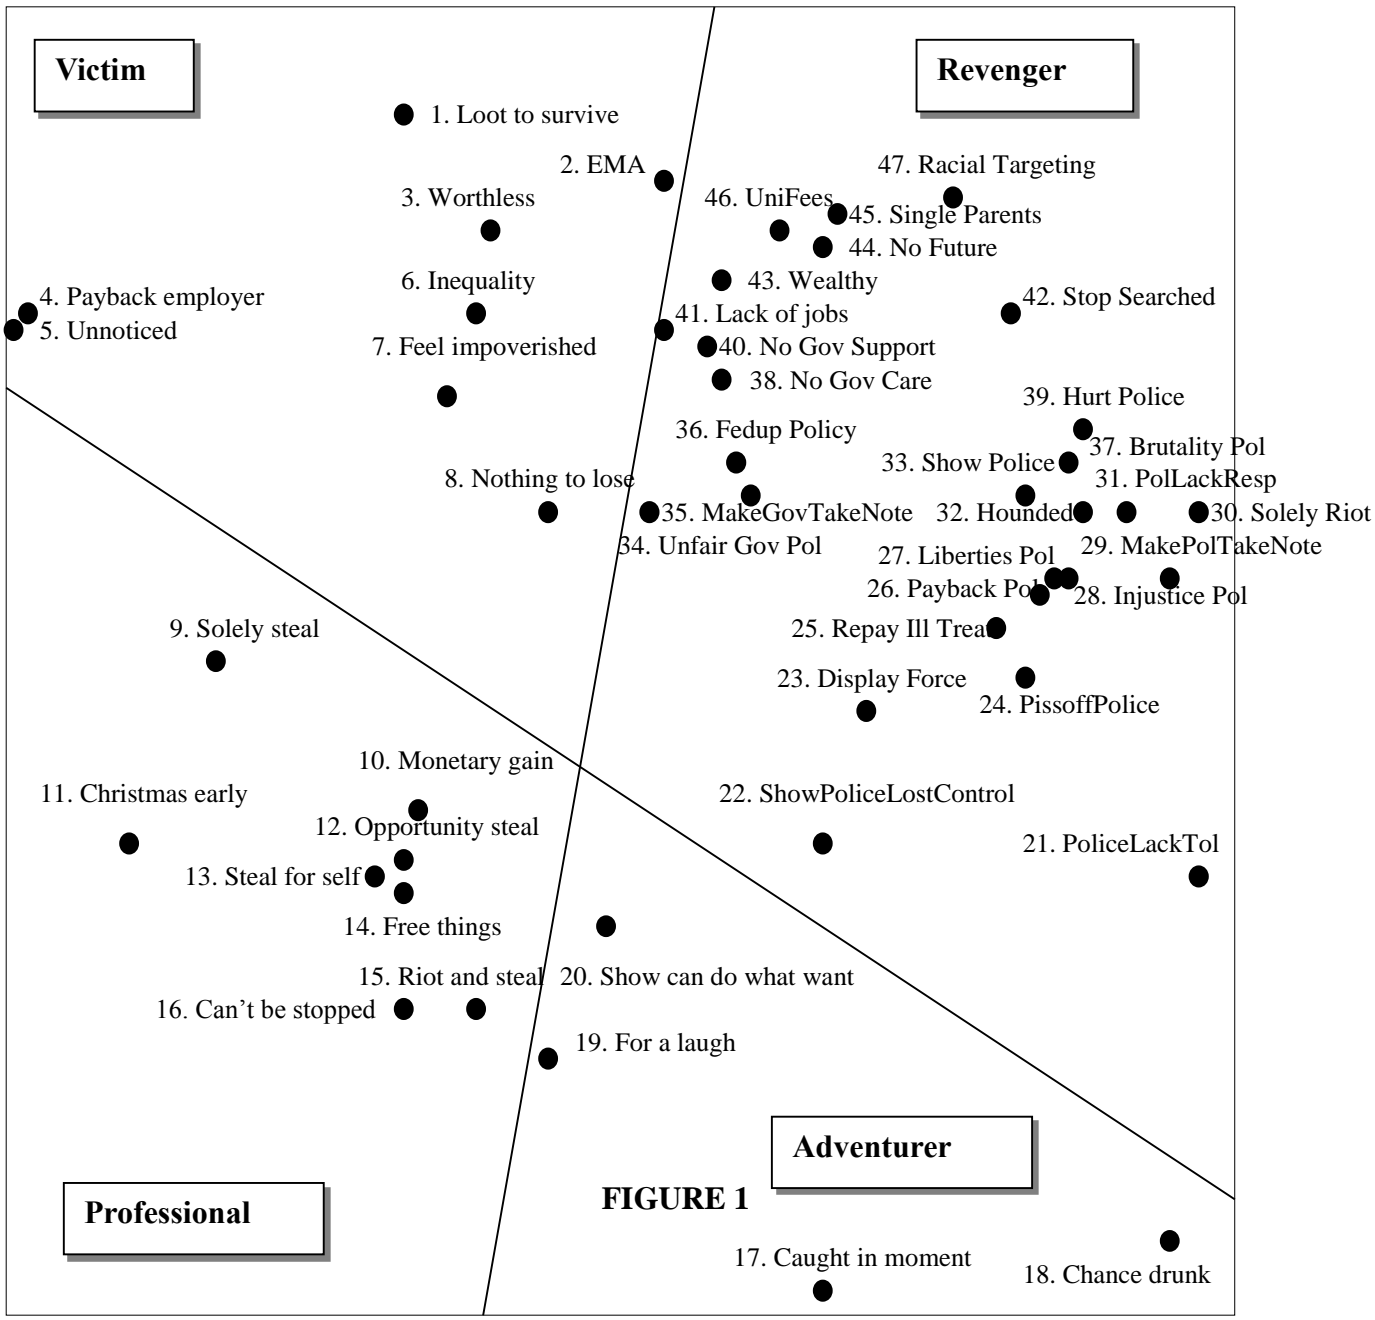 Victim
Revenger
1. Loot to survive
2. EMA
47. Racial Targeting
3. Worthless
46. UniFees
45. Single Parents
44. No Future
6. Inequality
43. Wealthy
4. Payback employer
42. Stop Searched
41. Lack of jobs
5. Unnoticed
7. Feel impoverished
40. No Gov Support
38. No Gov Care
39. Hurt Police
36. Fedup Policy
37. Brutality Pol
33. Show Police
8. Nothing to lose
31. PolLackResp
35. MakeGovTakeNote
32. Hounded
30. Solely Riot
34. Unfair Gov Pol
29. MakePolTakeNote
27. Liberties Pol
26. Payback Pol
28. Injustice Pol
9. Solely steal
25. Repay Ill Treat
23. Display Force
24. PissoffPolice
10. Monetary gain
11. Christmas early
22. ShowPoliceLostControl
12. Opportunity steal
21. PoliceLackTol
13. Steal for self
14. Free things
15. Riot and steal
20. Show can do what want
16. Can’t be stopped
19. For a laugh
Adventurer
FIGURE 1
Professional
17. Caught in moment
18. Chance drunk